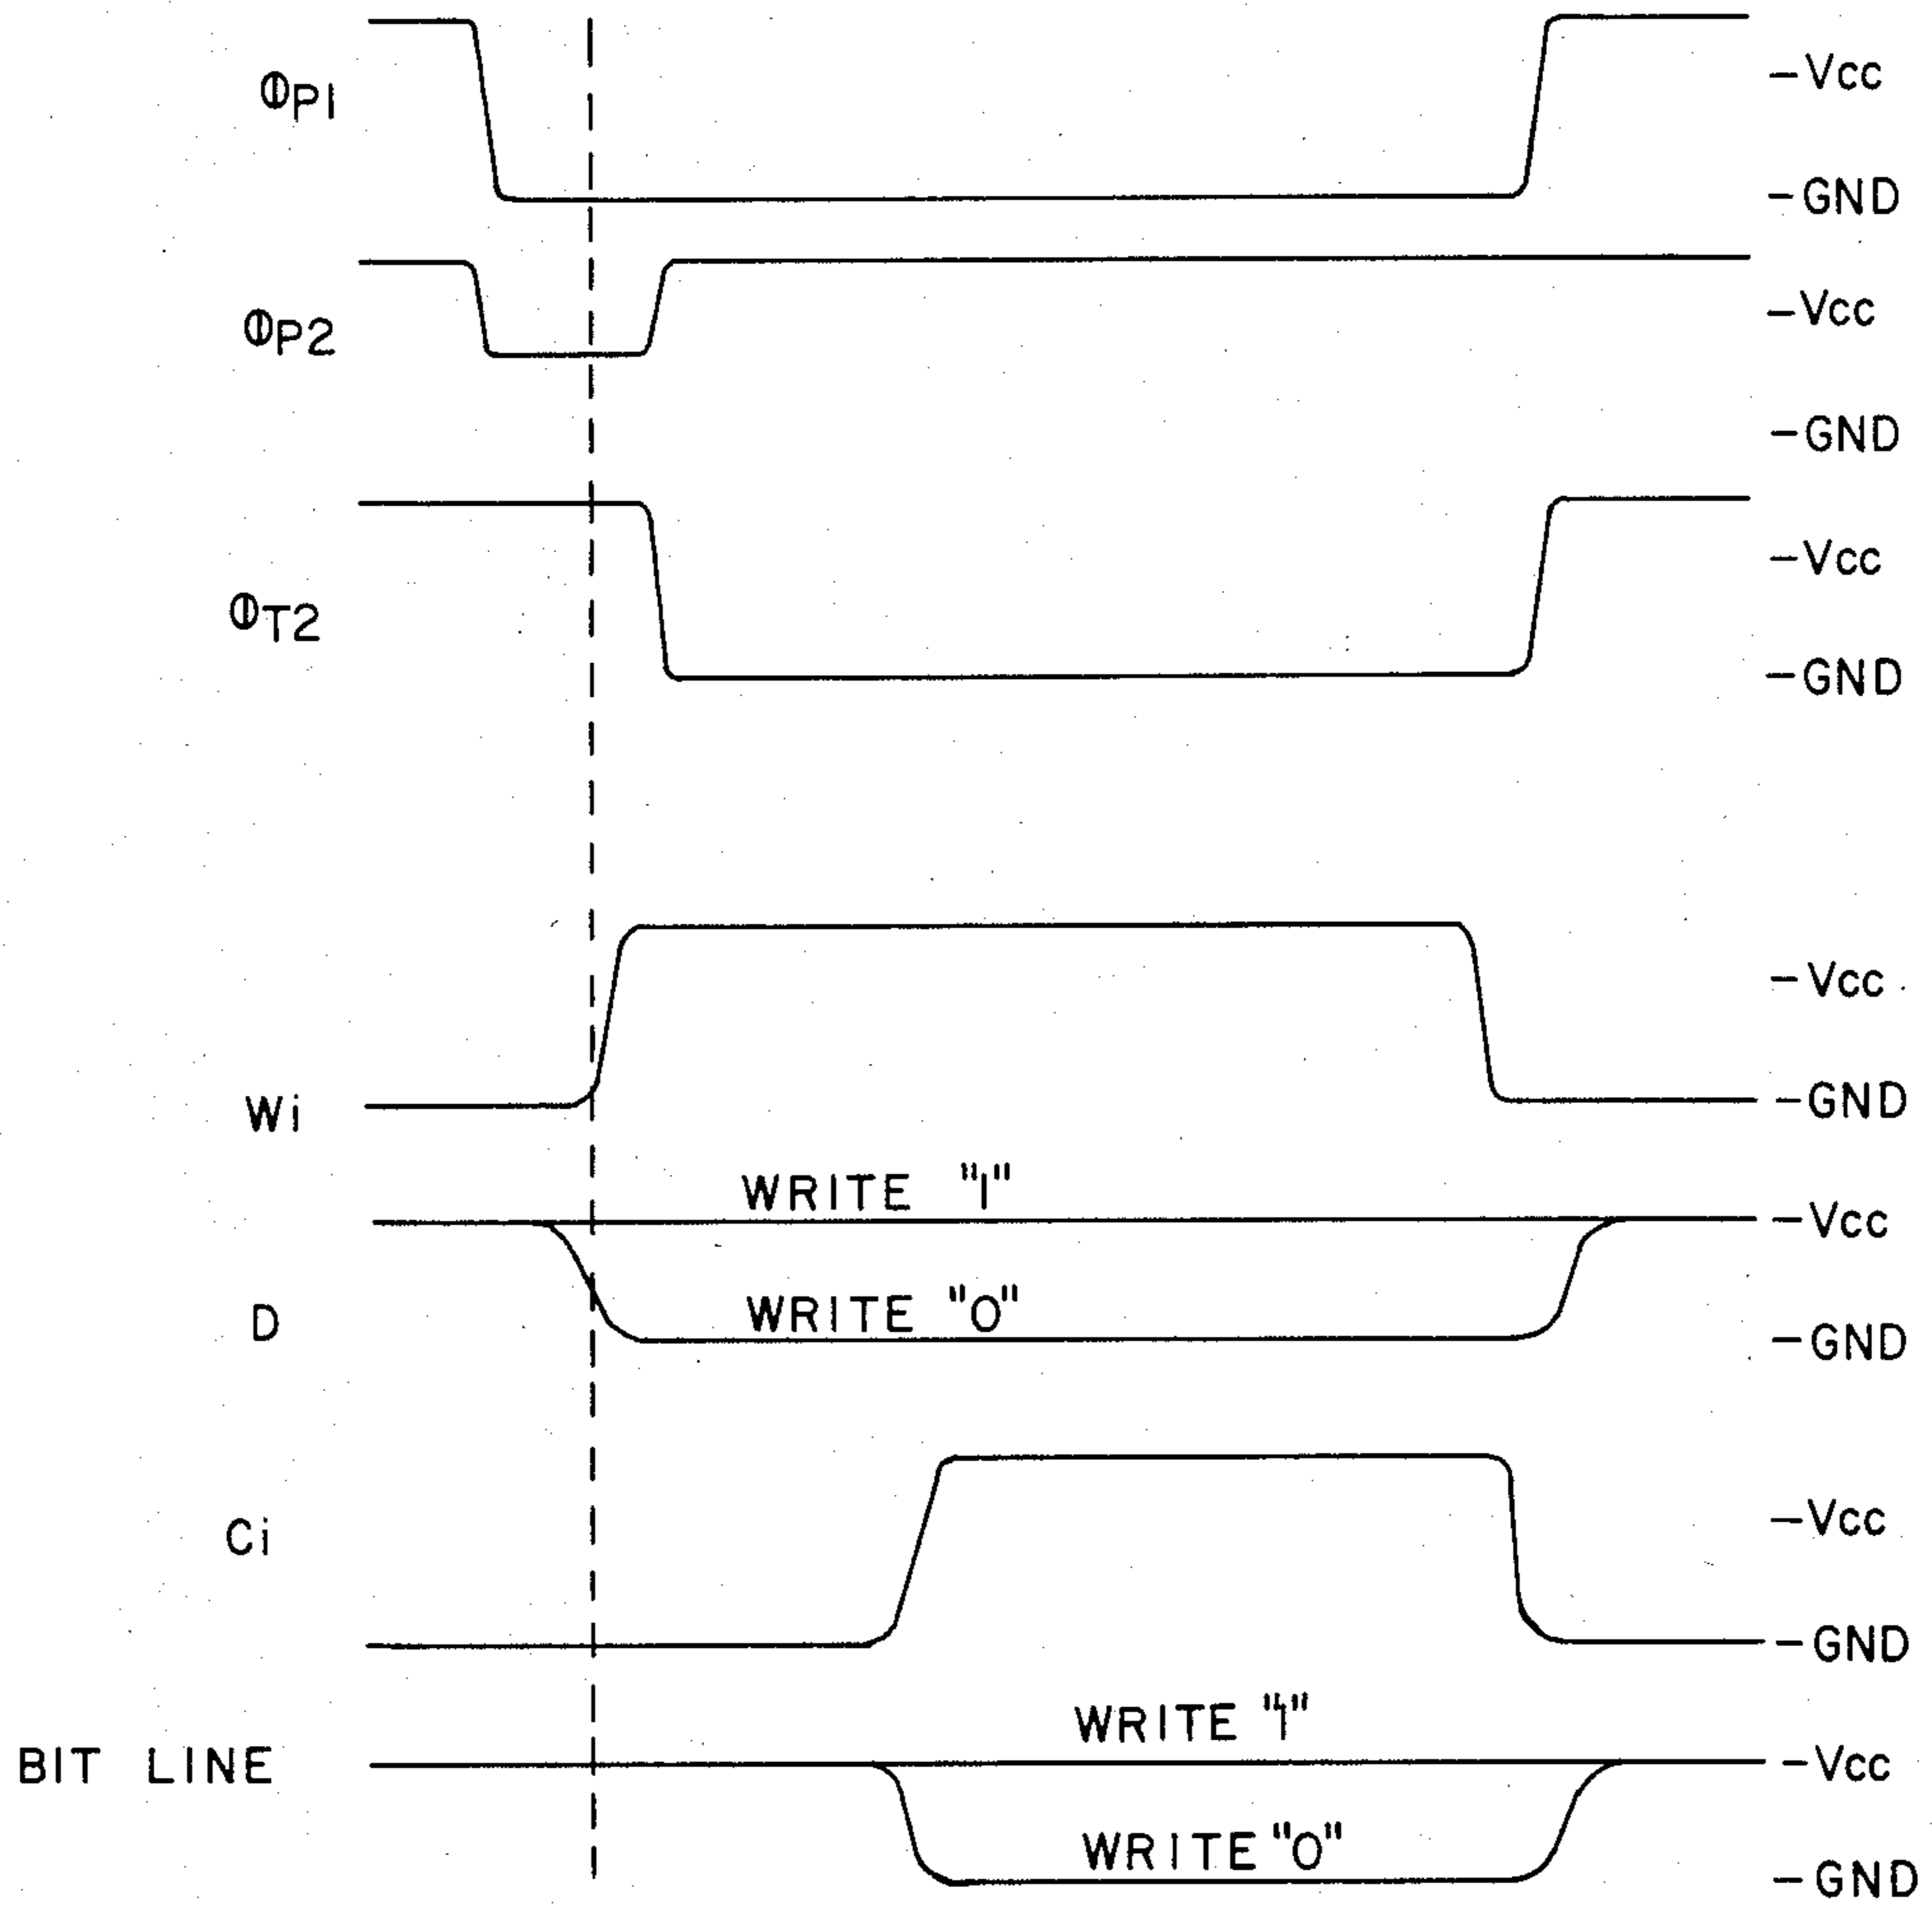 ΦP1
-Vcc
-GND
ΦP2
-Vcc
-GND
ΦT2
-Vcc
-GND
-Vcc
Wi
-GND
WRITE "1"
-Vcc
D
WRITE "0"
-GND
Ci
-Vcc
-GND
WRITE "1"
BIT LINE
-Vcc
WRITE "0"
-GND